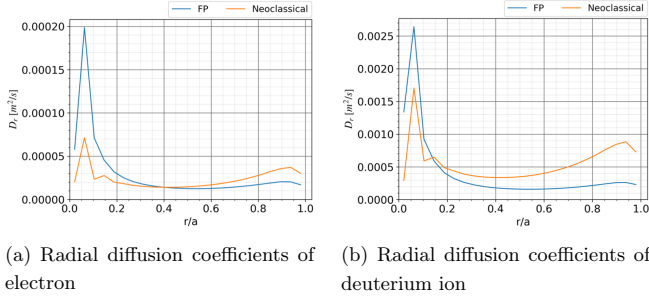 FP Neoclassical
0.00020
0.00015
0.00010
0.00005
0.00000
D_r [m^2/s]
0.0 0.2 0.4 0.6 0.8 1.0
r/a
(a) Radial diffusion coefficients of
electron
FP Neoclassical
0.0025
0.0020
0.0015
0.0010
0.0005
0.0000
D_r [m^2/s]
0.0 0.2 0.4 0.6 0.8 1.0
r/a
(b) Radial diffusion coefficients of
deuterium ion